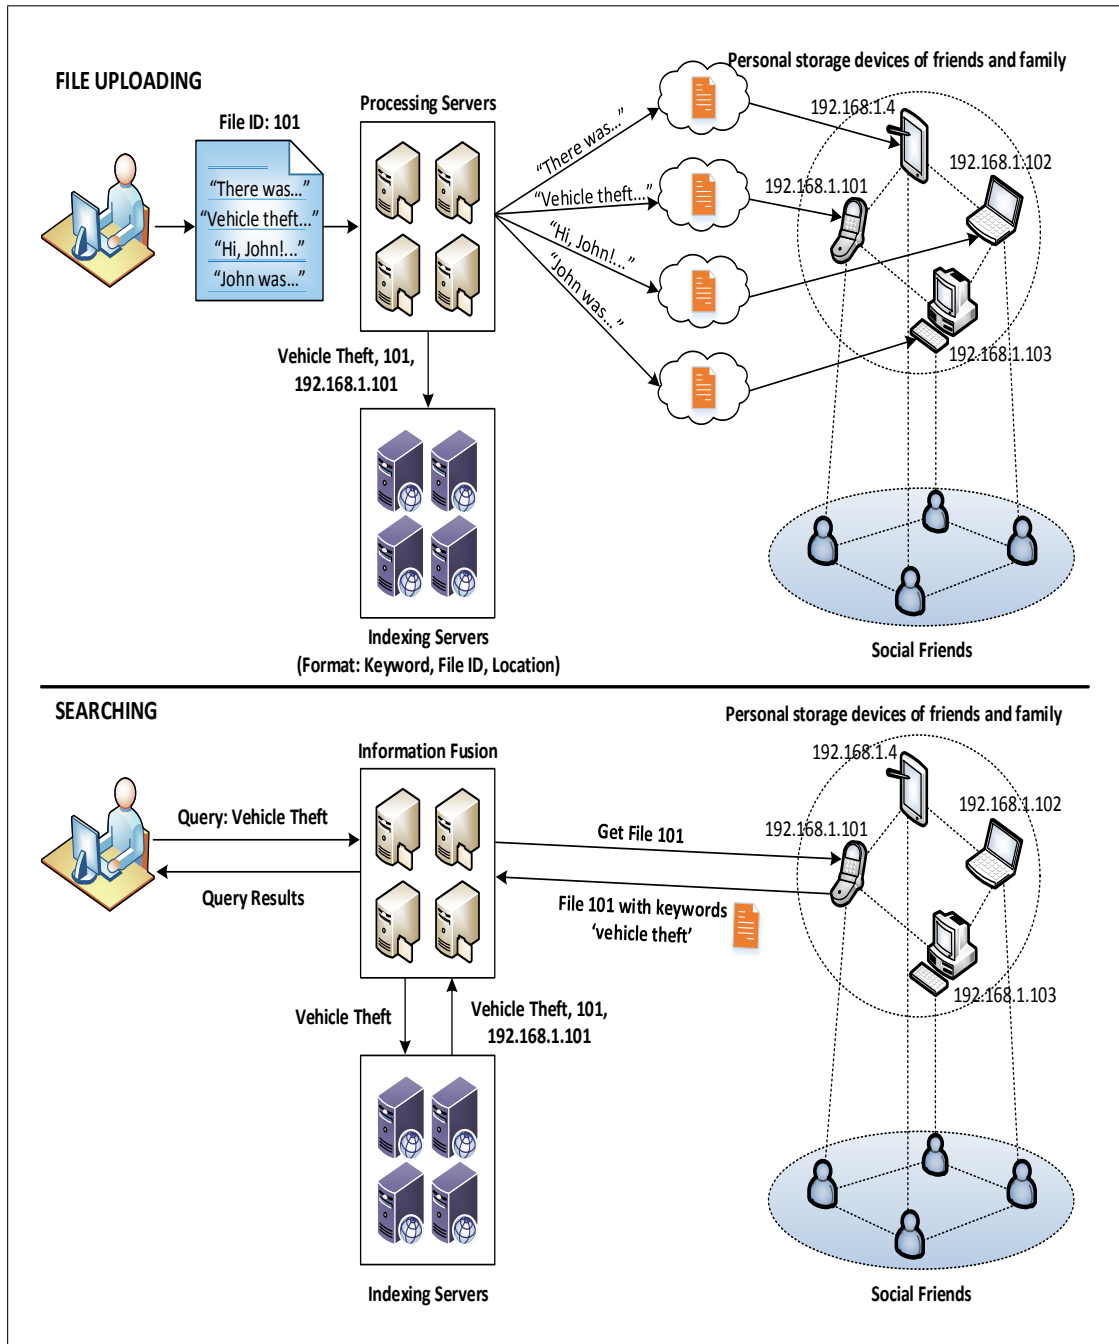 FILE UPLOADING
Personal storage devices of friends and family
Processing Servers
File ID: 101
“There was...”
“Vehicle theft...”
“Hi, John!...”
“John was...”
“There was...”
“Vehicle theft...”
“Hi, John!...”
“John was...”
192.168.1.4
192.168.1.102
192.168.1.101
192.168.1.103
Vehicle Theft, 101,
192.168.1.101
Indexing Servers
(Format: Keyword, File ID, Location)
Social Friends
SEARCHING
Personal storage devices of friends and family
Information Fusion
192.168.1.4
192.168.1.102
192.168.1.101
192.168.1.103
Query: Vehicle Theft
Query Results
Get File 101
File 101 with keywords
‘vehicle theft’
Vehicle Theft
Vehicle Theft, 101,
192.168.1.101
Indexing Servers
Social Friends